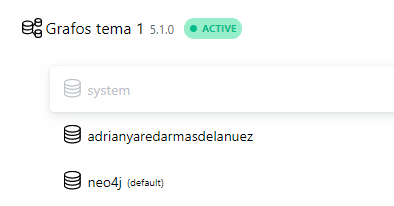 Grafos tema 1 5.1.0 ACTIVE
system
adrianyaredarmasdelanuez
neo4j (default)